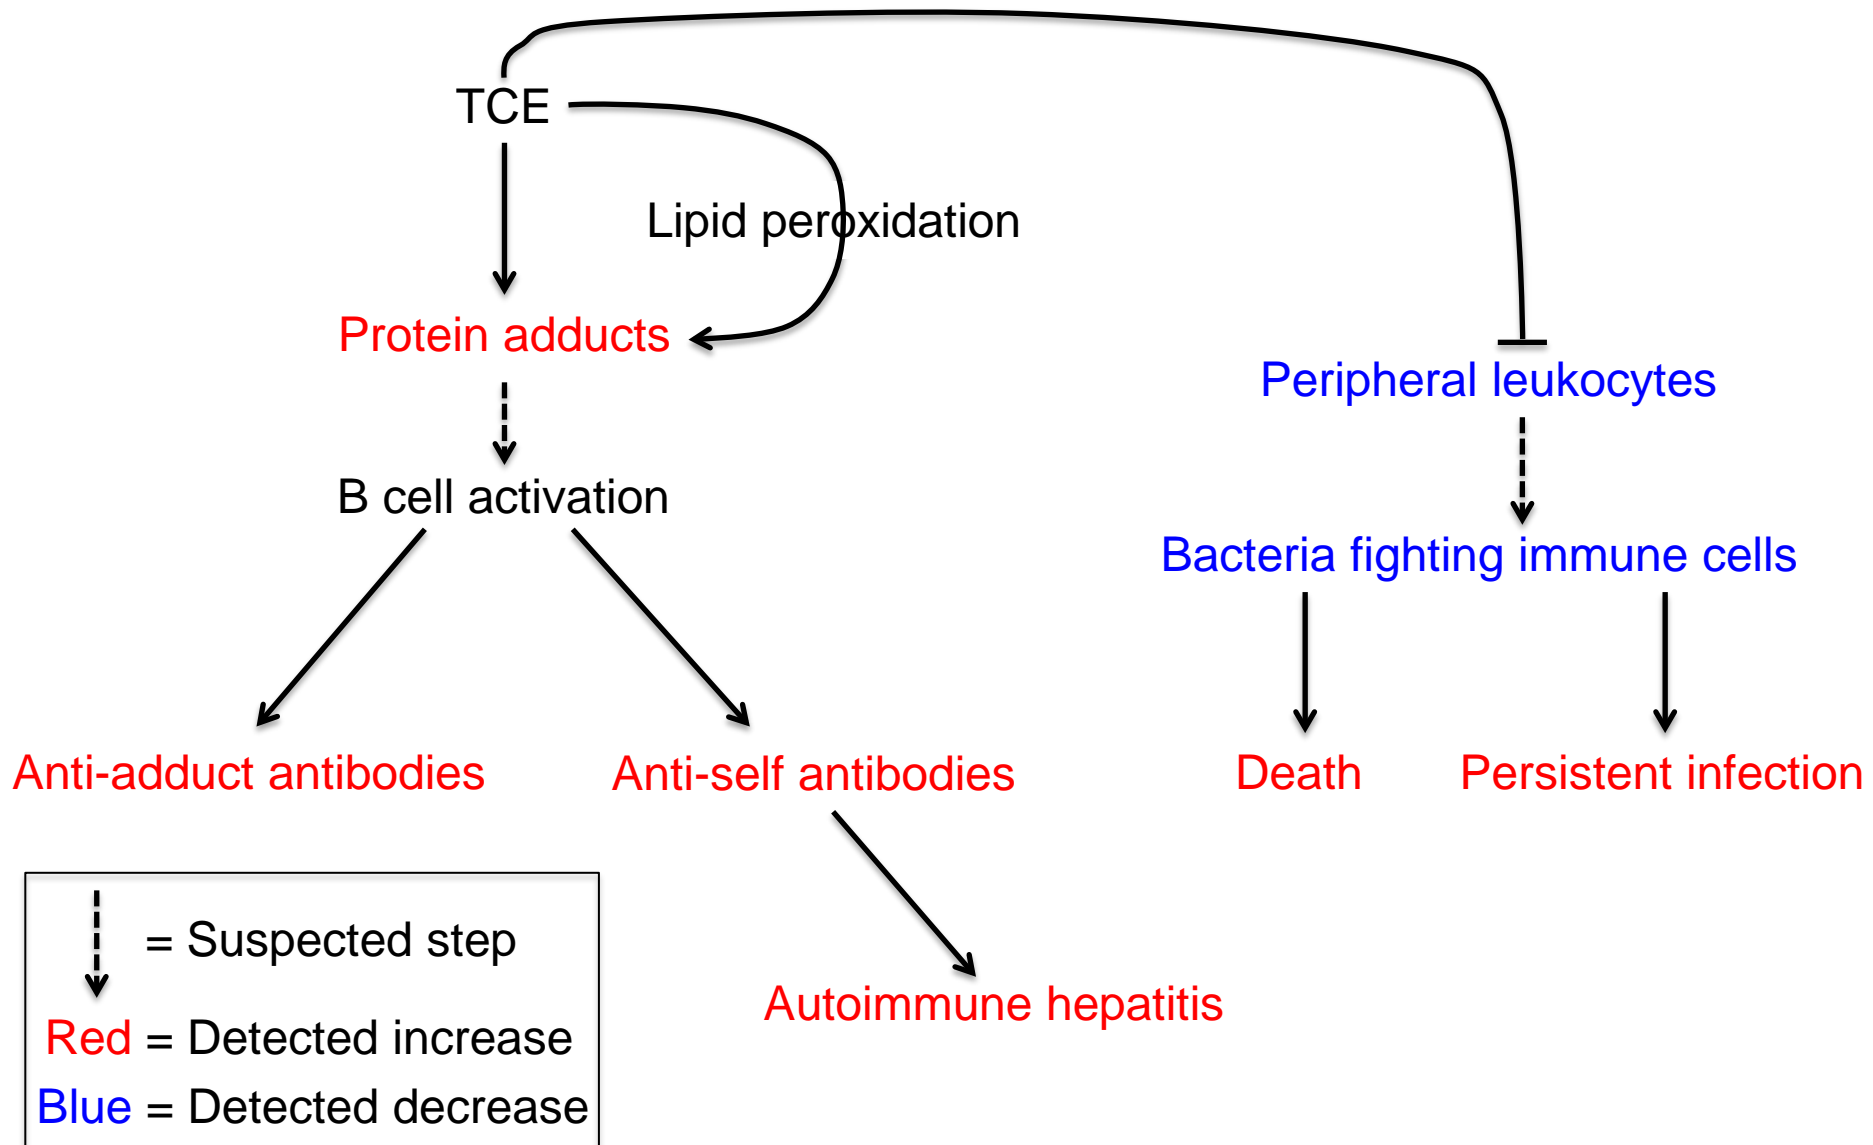 TCE
Lipid peroxidation
Protein adducts
Peripheral leukocytes
B cell activation
Bacteria fighting immune cells
Anti-adduct antibodies
Anti-self antibodies
Death
Persistent infection
Autoimmune hepatitis
= Suspected step
Red = Detected increase
Blue = Detected decrease